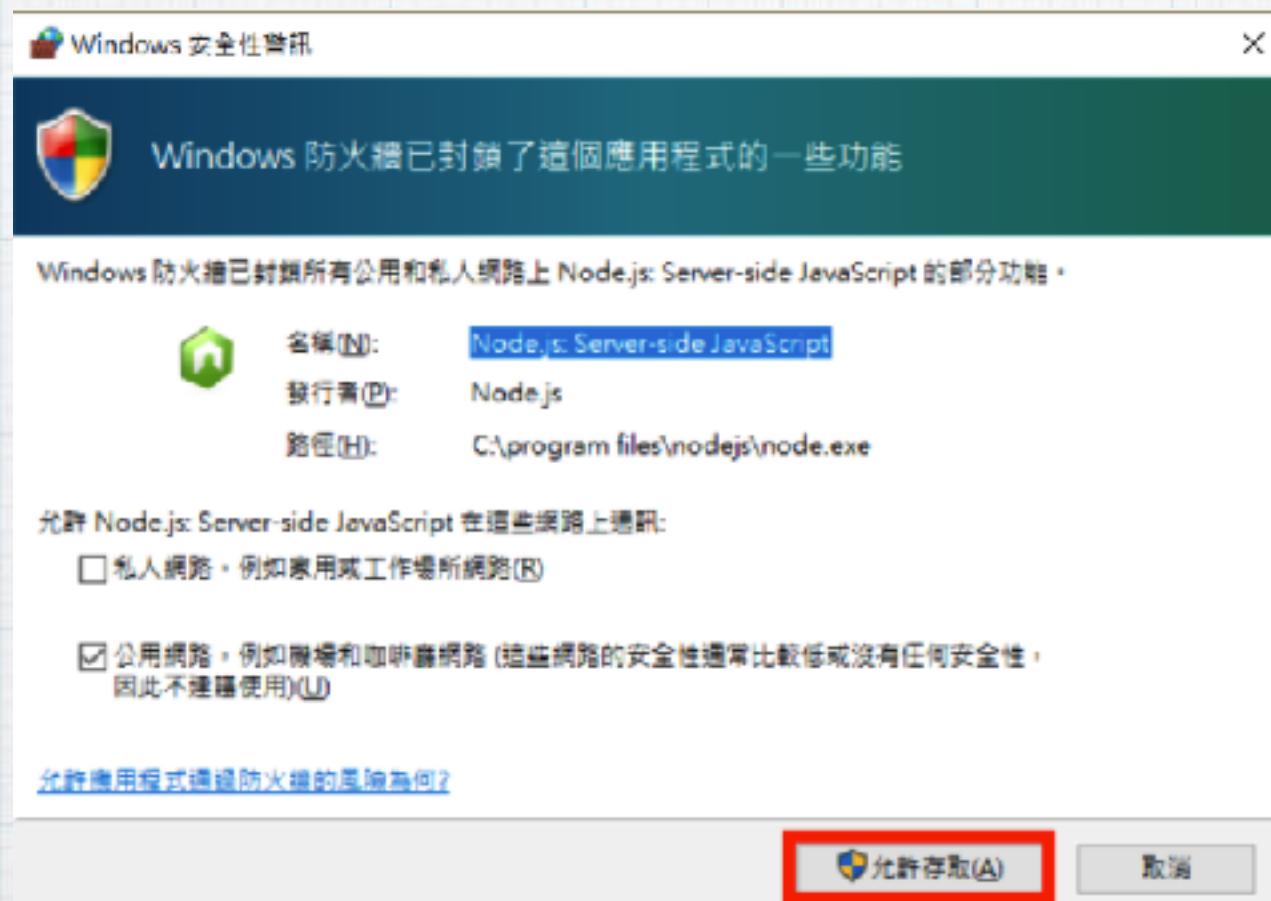 Windows 安全性警訊
Windows 防火牆已封鎖了這個應用程式的一些功能
Windows 防火牆已封鎖所有公用和私人網路上 Node.js: Server-side JavaScript 的部分功能。
名稱(N):
Node.js: Server-side JavaScript
發行者(P):
Node.js
路徑(H):
C:\program files\nodejs\node.exe
允許 Node.js: Server-side JavaScript 在這些網路上通訊:
私人網路，例如家用或工作場所網路(R)
公用網路，例如機場和咖啡廳網路 (這些網路的安全性通常比較低或沒有任何安全性，
因此不建議使用)(U)
允許應用程式通過防火牆的風險為何?
允許存取(A)
取消